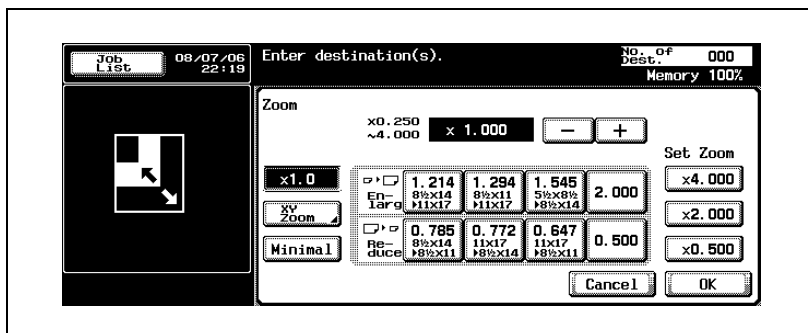 Job List
08/07/06
22:19
Enter destination(s).
No. of Dest.
000
Memory 100%
Zoom
x0.250
~4.000
x 1.000
−
+
Set Zoom
x1.0
XY Zoom
Minimal
En-
larg
1.214
8½x14
▸11x17
1.294
8½x11
▸11x17
1.545
5½x8½
▸8½x14
2.000
Re-
duce
0.785
8½x14
▸8½x11
0.772
11x17
▸8½x14
0.647
11x17
▸8½x11
0.500
x4.000
x2.000
x0.500
Cancel
OK